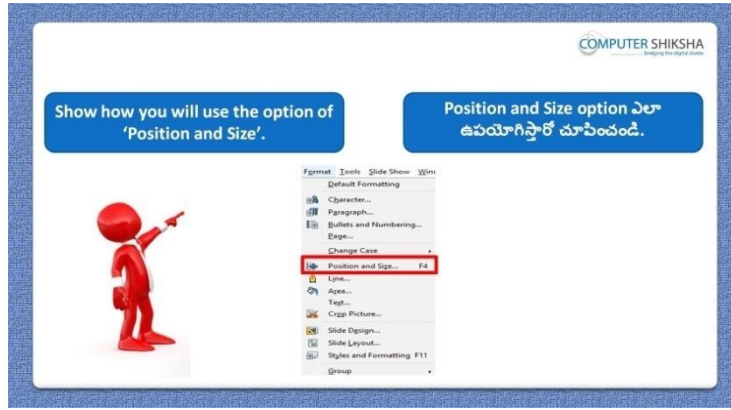 COMPUTER SHIKSHA
bridging the digital divide
Show how you will use the option of
‘Position and Size’.
Position and Size option ఎలా
ఉపయోగిస్తారో చూపించండి.
Format Tools Slide Show Wind
Default Formatting
Character...
Paragraph...
Bullets and Numbering...
Page...
Change Case
Position and Size... F4
Line...
Area...
Text...
Crop Picture...
Slide Design...
Slide Layout...
Styles and Formatting F11
Group